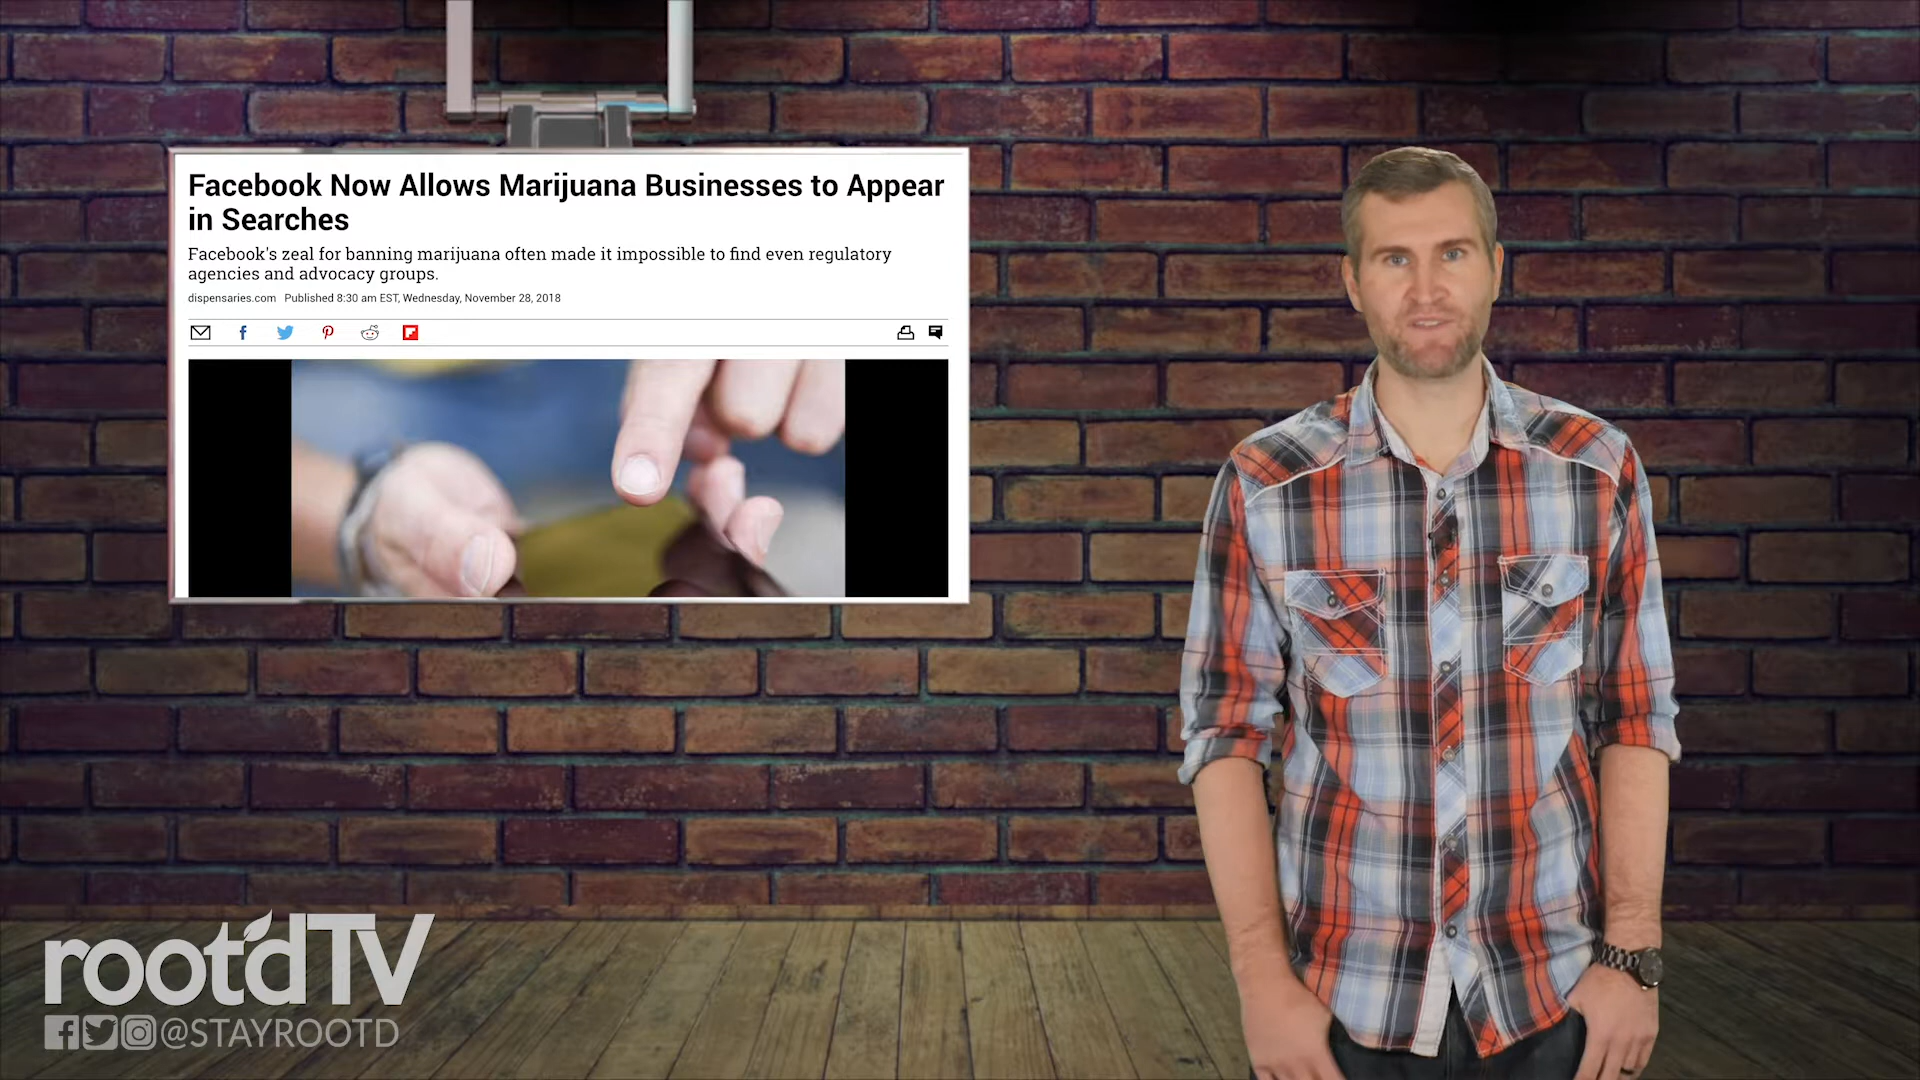 Facebook Now Allows Marijuana Businesses to Appear
in Searches
Facebook's zeal for banning marijuana often made it impossible to find even regulatory
agencies and advocacy groups.
dispensaries.com Published 8:30 am EST, Wednesday, November 28, 2018
root'd TV
@STAYROOTD